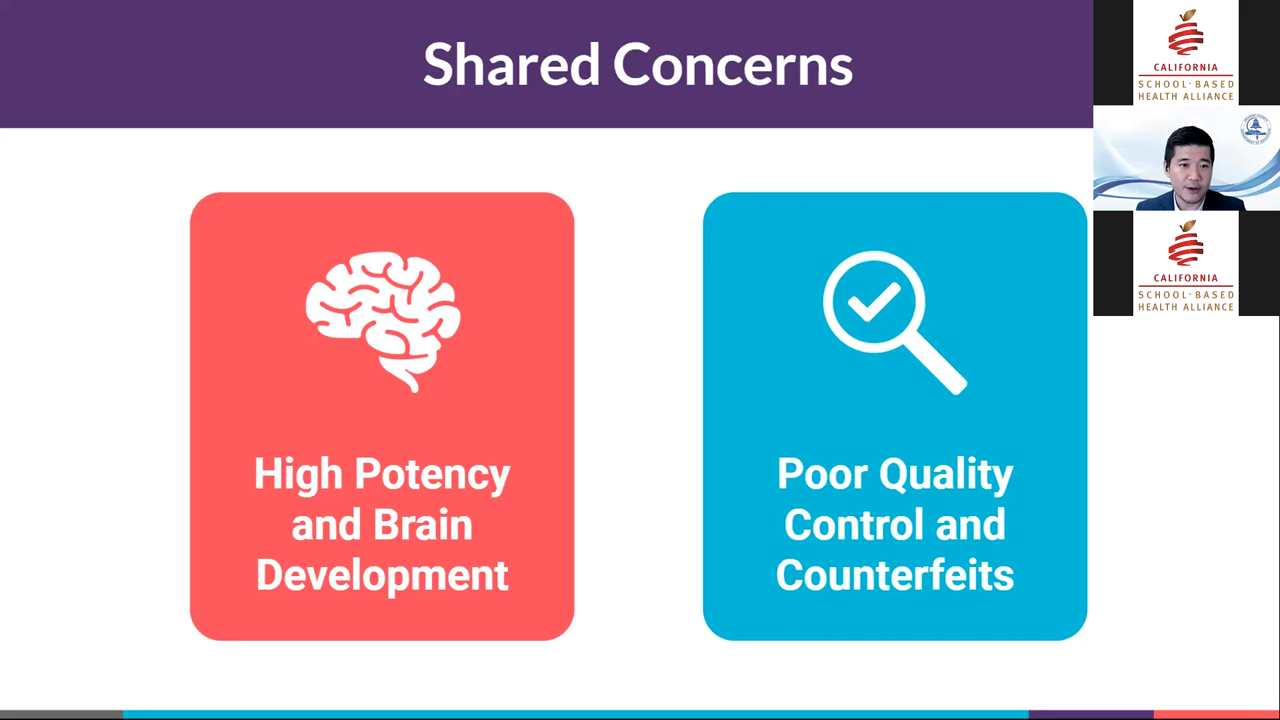 Shared Concerns
High Potency
and Brain
Development
Poor Quality
Control and
Counterfeits
CALIFORNIA
SCHOOL-BASED
HEALTH ALLIANCE
CALIFORNIA
SCHOOL-BASED
HEALTH ALLIANCE